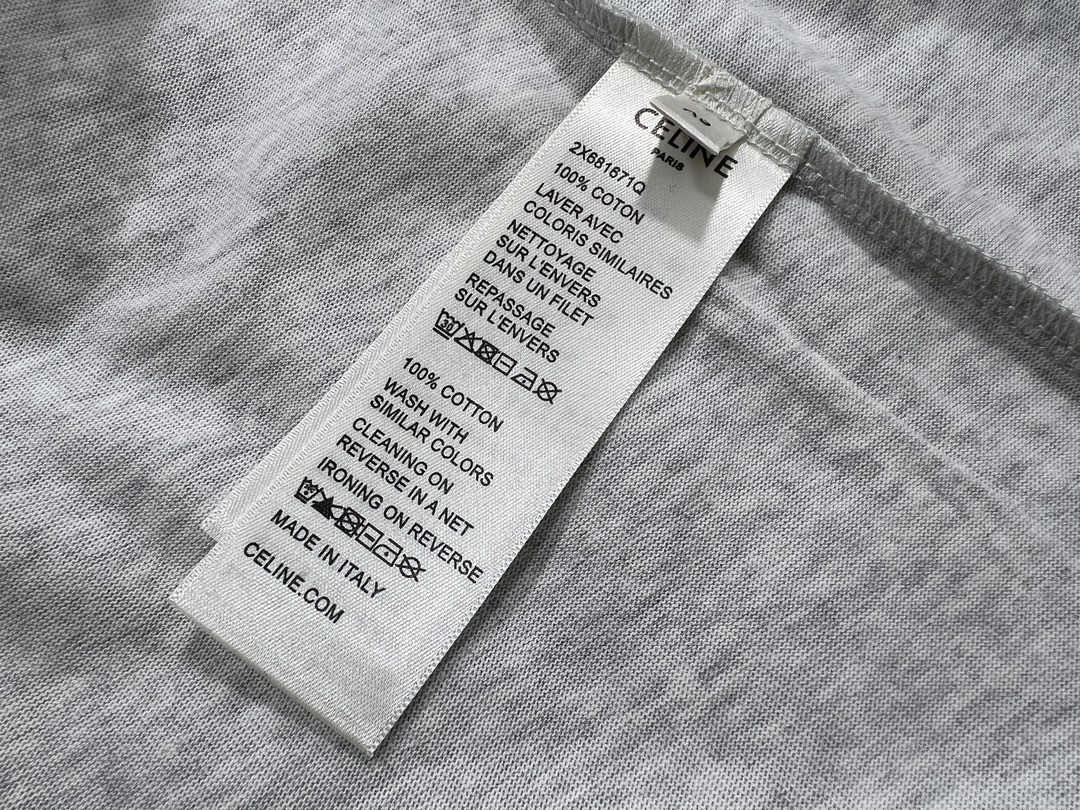 CELINE
PARIS
2X681671Q
100% COTON
LAVER AVEC
COLORIS SIMILAIRES
NETTOYAGE
SUR L'ENVERS
DANS UN FILET
REPASSAGE
SUR L'ENVERS
30
100% COTTON
WASH WITH
SIMILAR COLORS
CLEANING ON
REVERSE IN A NET
IRONING ON REVERSE
MADE IN ITALY
CELINE.COM